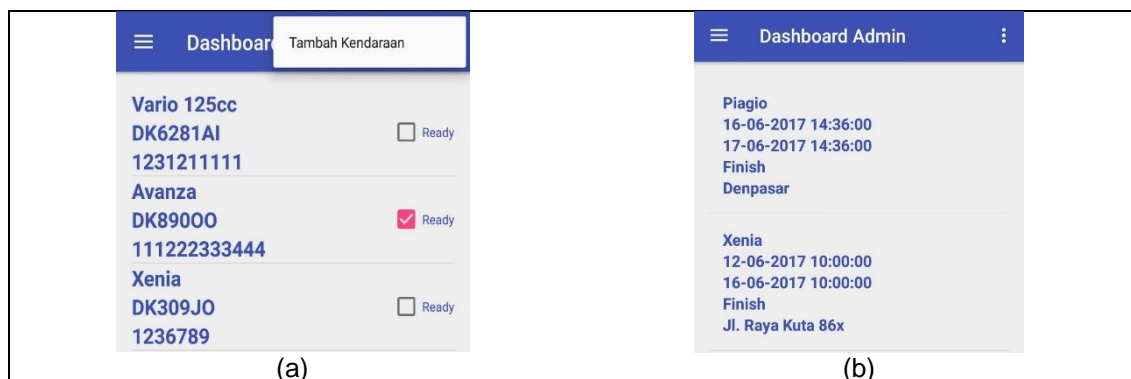 Dashboar
Tambah Kendaraan
Vario 125cc
DK6281AI
Ready
1231211111
Avanza
DK890OO
Ready
111222333444
Xenia
DK309JO
Ready
1236789
(a)
Dashboard Admin
Piagio
16-06-2017 14:36:00
17-06-2017 14:36:00
Finish
Denpasar
Xenia
12-06-2017 10:00:00
16-06-2017 10:00:00
Finish
Jl. Raya Kuta 86x
(b)